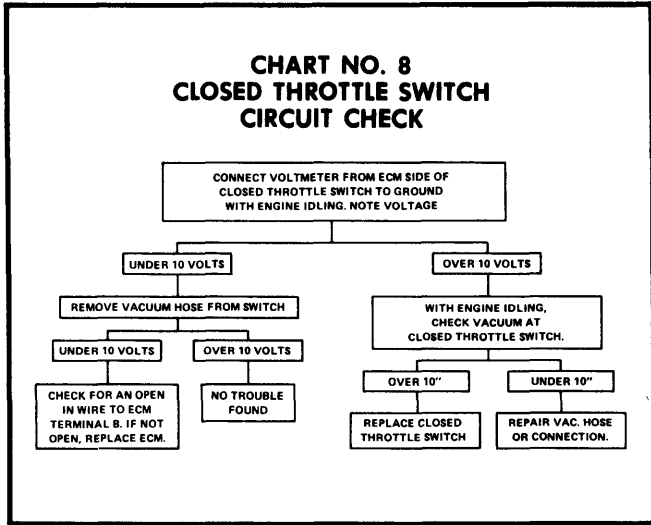 CHART NO. 8
CLOSED THROTTLE SWITCH
CIRCUIT CHECK
CONNECT VOLTMETER FROM ECM SIDE OF
CLOSED THROTTLE SWITCH TO GROUND
WITH ENGINE IDLING. NOTE VOLTAGE
UNDER 10 VOLTS
OVER 10 VOLTS
REMOVE VACUUM HOSE FROM SWITCH
WITH ENGINE IDLING,
CHECK VACUUM AT
CLOSED THROTTLE SWITCH.
UNDER 10 VOLTS
OVER 10 VOLTS
OVER 10"
UNDER 10"
CHECK FOR AN OPEN
IN WIRE TO ECM
TERMINAL B. IF NOT
OPEN, REPLACE ECM.
NO TROUBLE
FOUND
REPLACE CLOSED
THROTTLE SWITCH
REPAIR VAC. HOSE
OR CONNECTION.